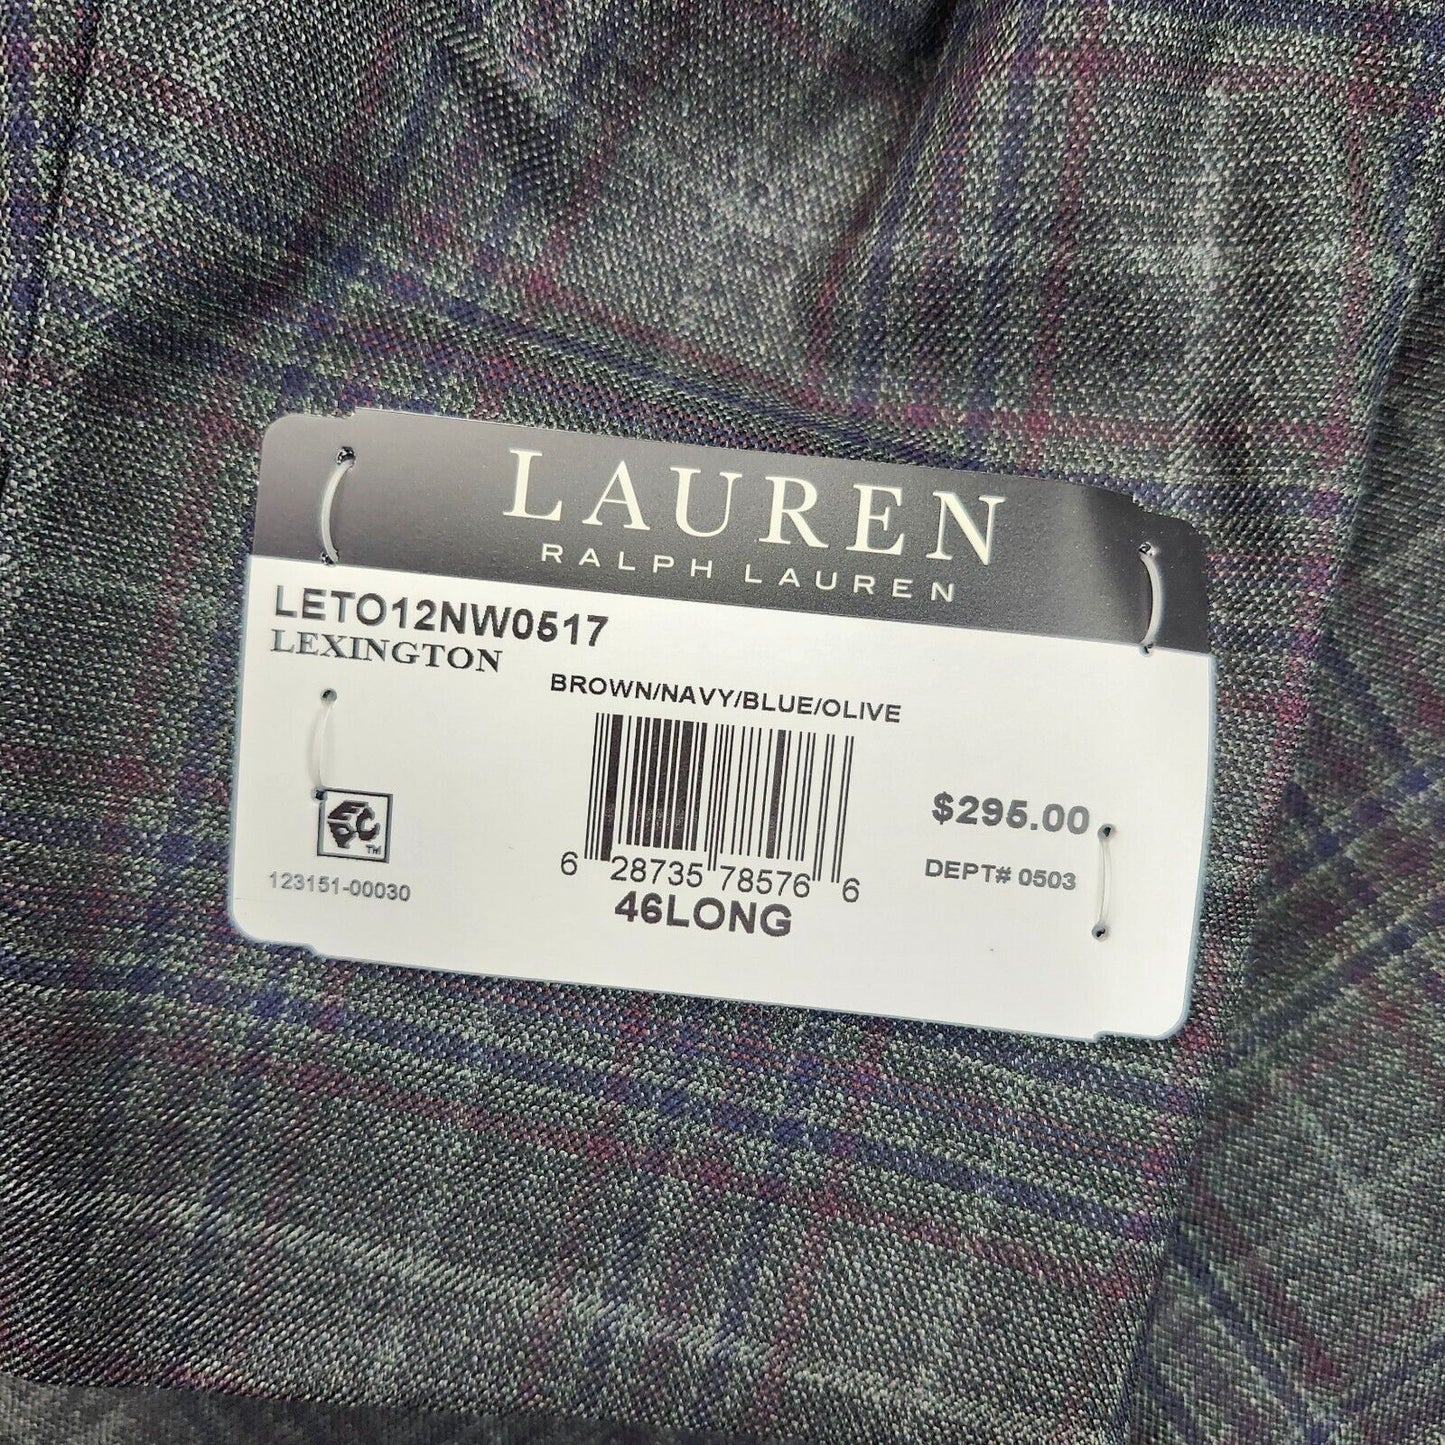 LAUREN
RALPH LAUREN
LETO12NW0517
LEXINGTON
BROWN/NAVY/BLUE/OLIVE
$295.00
TM
6 28735 78576 6
DEPT# 0503
123151-00030
46LONG